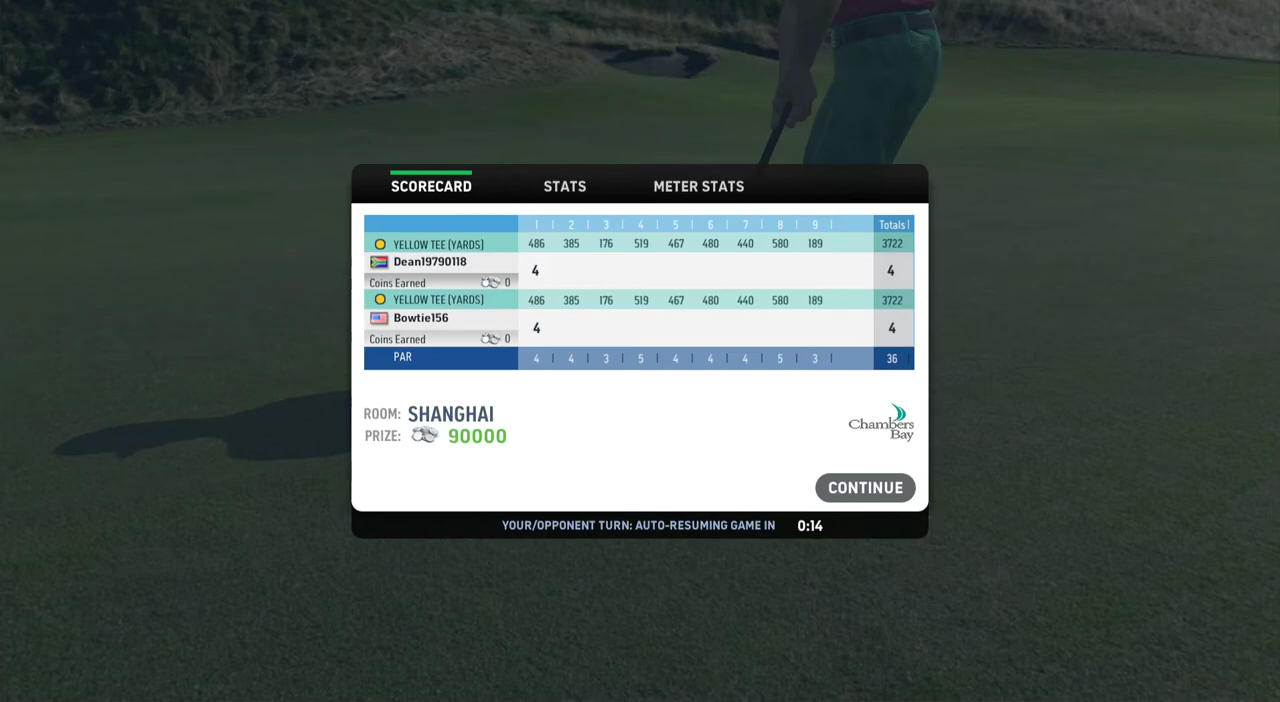 SCORECARD STATS METER STATS
1 | 2 | 3 | 4 | 5 | 6 | 7 | 8 | 9 | Totals |
YELLOW TEE (YARDS) 486 385 176 519 467 480 440 580 189 3722
Dean19790118
4 4
Coins Earned 0
YELLOW TEE (YARDS) 486 385 176 519 467 480 440 580 189 3722
Bowtie156
4 4
Coins Earned 0
PAR 4 | 4 | 3 | 5 | 4 | 4 | 4 | 5 | 3 | 36
ROOM: SHANGHAI
PRIZE: 90000
Chambers
Bay
CONTINUE
YOUR/OPPONENT TURN: AUTO-RESUMING GAME IN 0:14